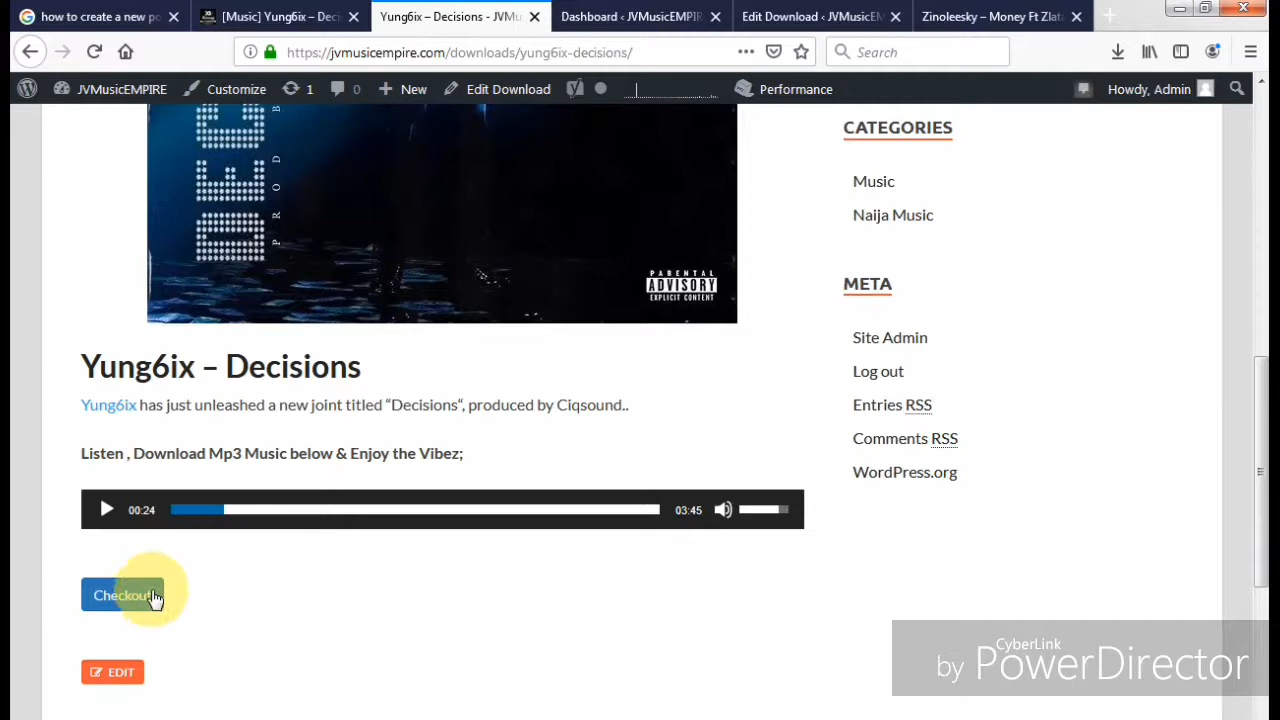 how to create a new po
[Music] Yung6ix – Deci
Yung6ix – Decisions - JVMu
Dashboard ‹ JVMusicEMPIR
Edit Download ‹ JVMusicEM
Zinoleesky – Money Ft Zlat
https://jvmusicempire.com/downloads/yung6ix-decisions/
Search
JVMusicEMPIRE
Customize
1
0
New
Edit Download
Performance
Howdy, Admin
DEC
PROD B
PARENTAL
ADVISORY
EXPLICIT CONTENT
Yung6ix – Decisions
Yung6ix has just unleashed a new joint titled “Decisions“, produced by Ciqsound..
Listen , Download Mp3 Music below & Enjoy the Vibez;
00:24
03:45
Checkout
EDIT
CATEGORIES
Music
Naija Music
META
Site Admin
Log out
Entries RSS
Comments RSS
WordPress.org
CyberLink
by PowerDirector